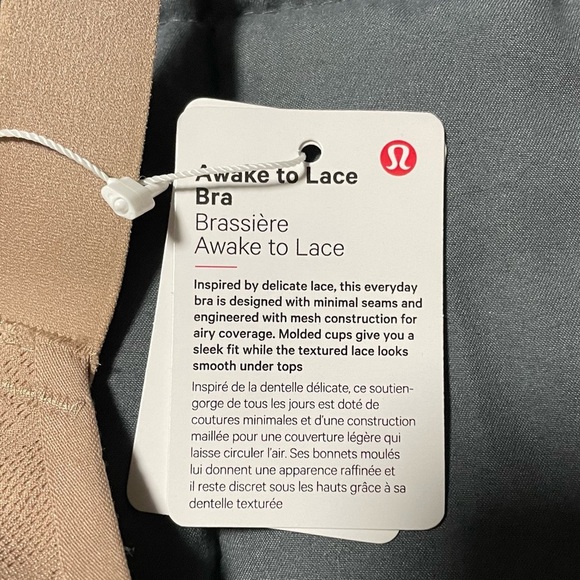 Awake to Lace
Bra
Brassière
Awake to Lace
Inspired by delicate lace, this everyday
bra is designed with minimal seams and
engineered with mesh construction for
airy coverage. Molded cups give you a
sleek fit while the textured lace looks
smooth under tops
Inspiré de la dentelle délicate, ce soutien-
gorge de tous les jours est doté de
coutures minimales et d'une construction
maillée pour une couverture légère qui
laisse circuler l'air. Ses bonnets moulés
lui donnent une apparence raffinée et
il reste discret sous les hauts grâce à sa
dentelle texturée